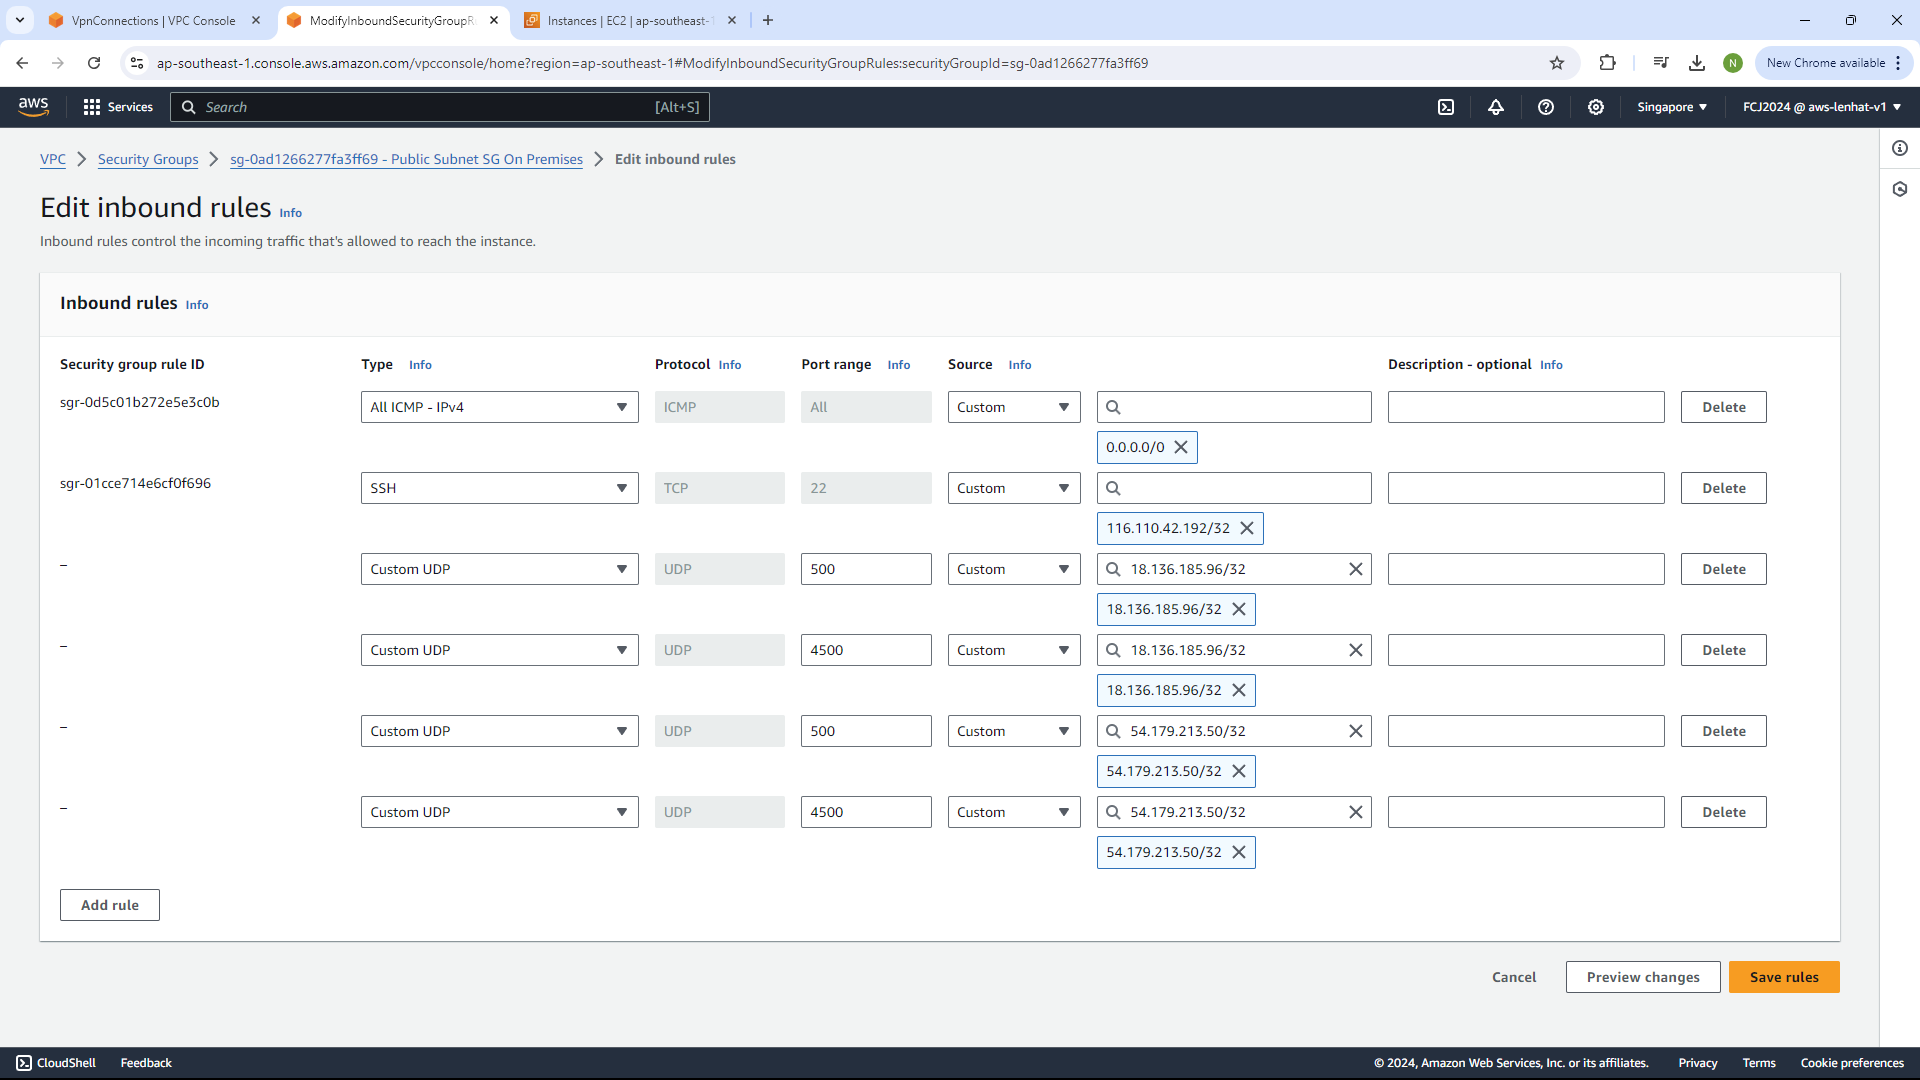 VpnConnections | VPC Console
ModifyInboundSecurityGroupRu
Instances | EC2 | ap-southeast-1
ap-southeast-1.console.aws.amazon.com/vpcconsole/home?region=ap-southeast-1#ModifyInboundSecurityGroupRules:securityGroupId=sg-0ad1266277fa3ff69
N
New Chrome available
aws
Services
Search
[Alt+S]
Singapore
FCJ2024 @ aws-lenhat-v1
VPC
Security Groups
sg-0ad1266277fa3ff69 - Public Subnet SG On Premises
Edit inbound rules
Edit inbound rules Info
Inbound rules control the incoming traffic that's allowed to reach the instance.
Inbound rules Info
Security group rule ID Type Info Protocol Info Port range Info Source Info Description - optional Info
sgr-0d5c01b272e5e3c0b All ICMP - IPv4 ICMP All Custom Delete
0.0.0.0/0
sgr-01cce714e6cf0f696 SSH TCP 22 Custom Delete
116.110.42.192/32
– Custom UDP UDP 500 Custom 18.136.185.96/32 Delete
18.136.185.96/32
– Custom UDP UDP 4500 Custom 18.136.185.96/32 Delete
18.136.185.96/32
– Custom UDP UDP 500 Custom 54.179.213.50/32 Delete
54.179.213.50/32
– Custom UDP UDP 4500 Custom 54.179.213.50/32 Delete
54.179.213.50/32
Add rule
Cancel Preview changes Save rules
CloudShell Feedback © 2024, Amazon Web Services, Inc. or its affiliates. Privacy Terms Cookie preferences